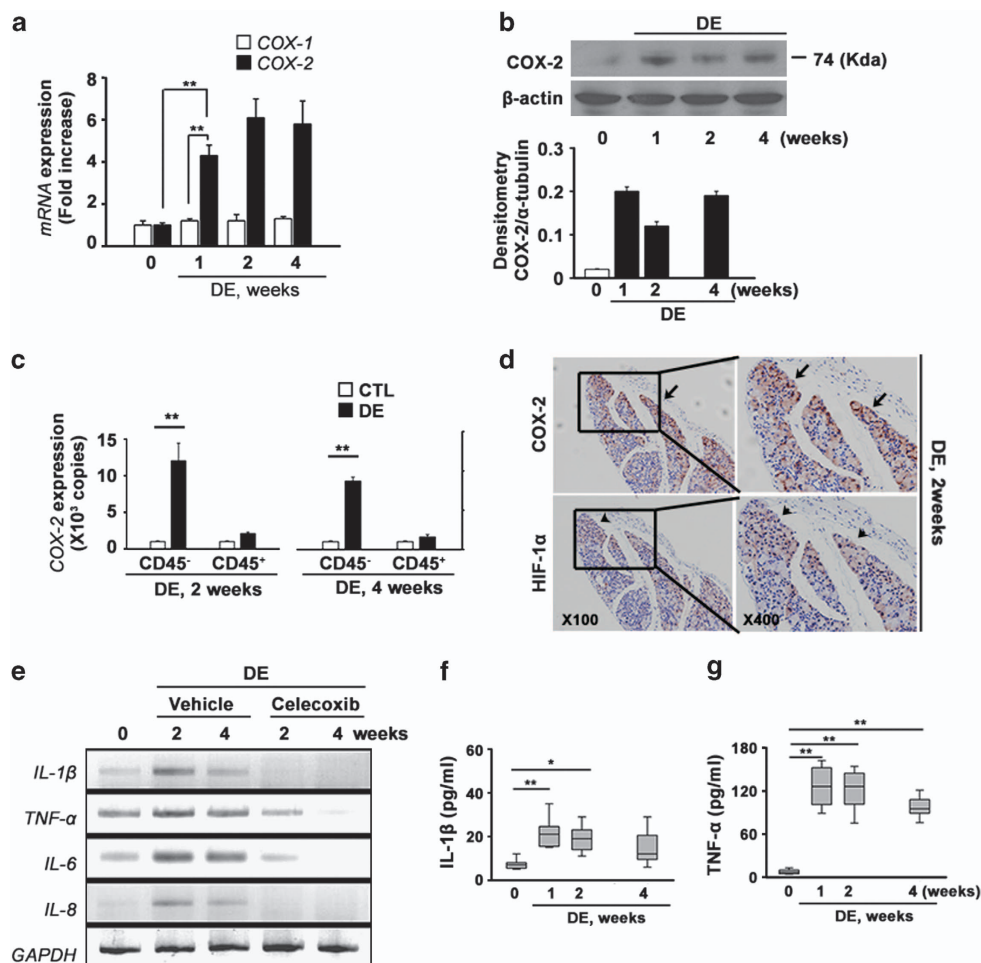 a
COX-1
COX-2
mRNA expression
(Fold increase)
8
6
4
2
0
**
**
0 1 2 4
DE, weeks
b
DE
COX-2
74 (Kda)
β-actin
0 1 2 4 (weeks)
Densitometry
COX-2/α-tubulin
0.3
0.2
0.1
0
0 1 2 4 (weeks)
DE
c
CTL
DE
COX-2 expression
(X10³ copies)
15
10
5
0
**
**
CD45⁻ CD45⁺ CD45⁻ CD45⁺
DE, 2 weeks DE, 4 weeks
d
COX-2
HIF-1α
X100 X400
DE, 2weeks
e
DE
Vehicle Celecoxib
0 2 4 2 4 weeks
IL-1β
TNF-α
IL-6
IL-8
GAPDH
f
IL-1β (pg/ml)
60
40
20
0
*
**
0 1 2 4
DE, weeks
g
TNF-α (pg/ml)
180
120
60
0
**
**
**
0 1 2 4 (weeks)
DE, weeks